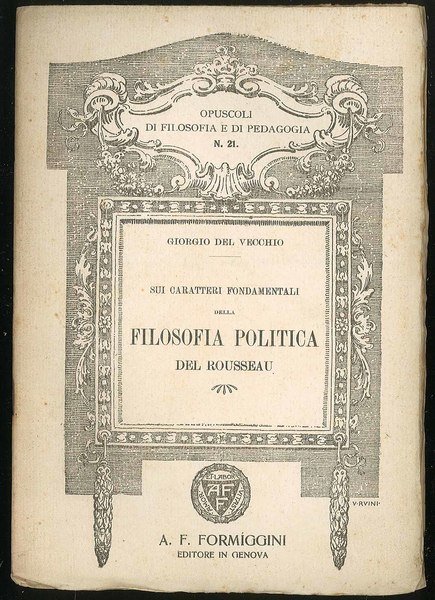 OPUSCOLI
DI FILOSOFIA E DI PEDAGOGIA
N. 21.
GIORGIO DEL VECCHIO
SUI CARATTERI FONDAMENTALI
DELLA
FILOSOFIA POLITICA
DEL ROUSSEAU
V·RVINI·
A. F. FORMÍGGINI
EDITORE IN GENOVA